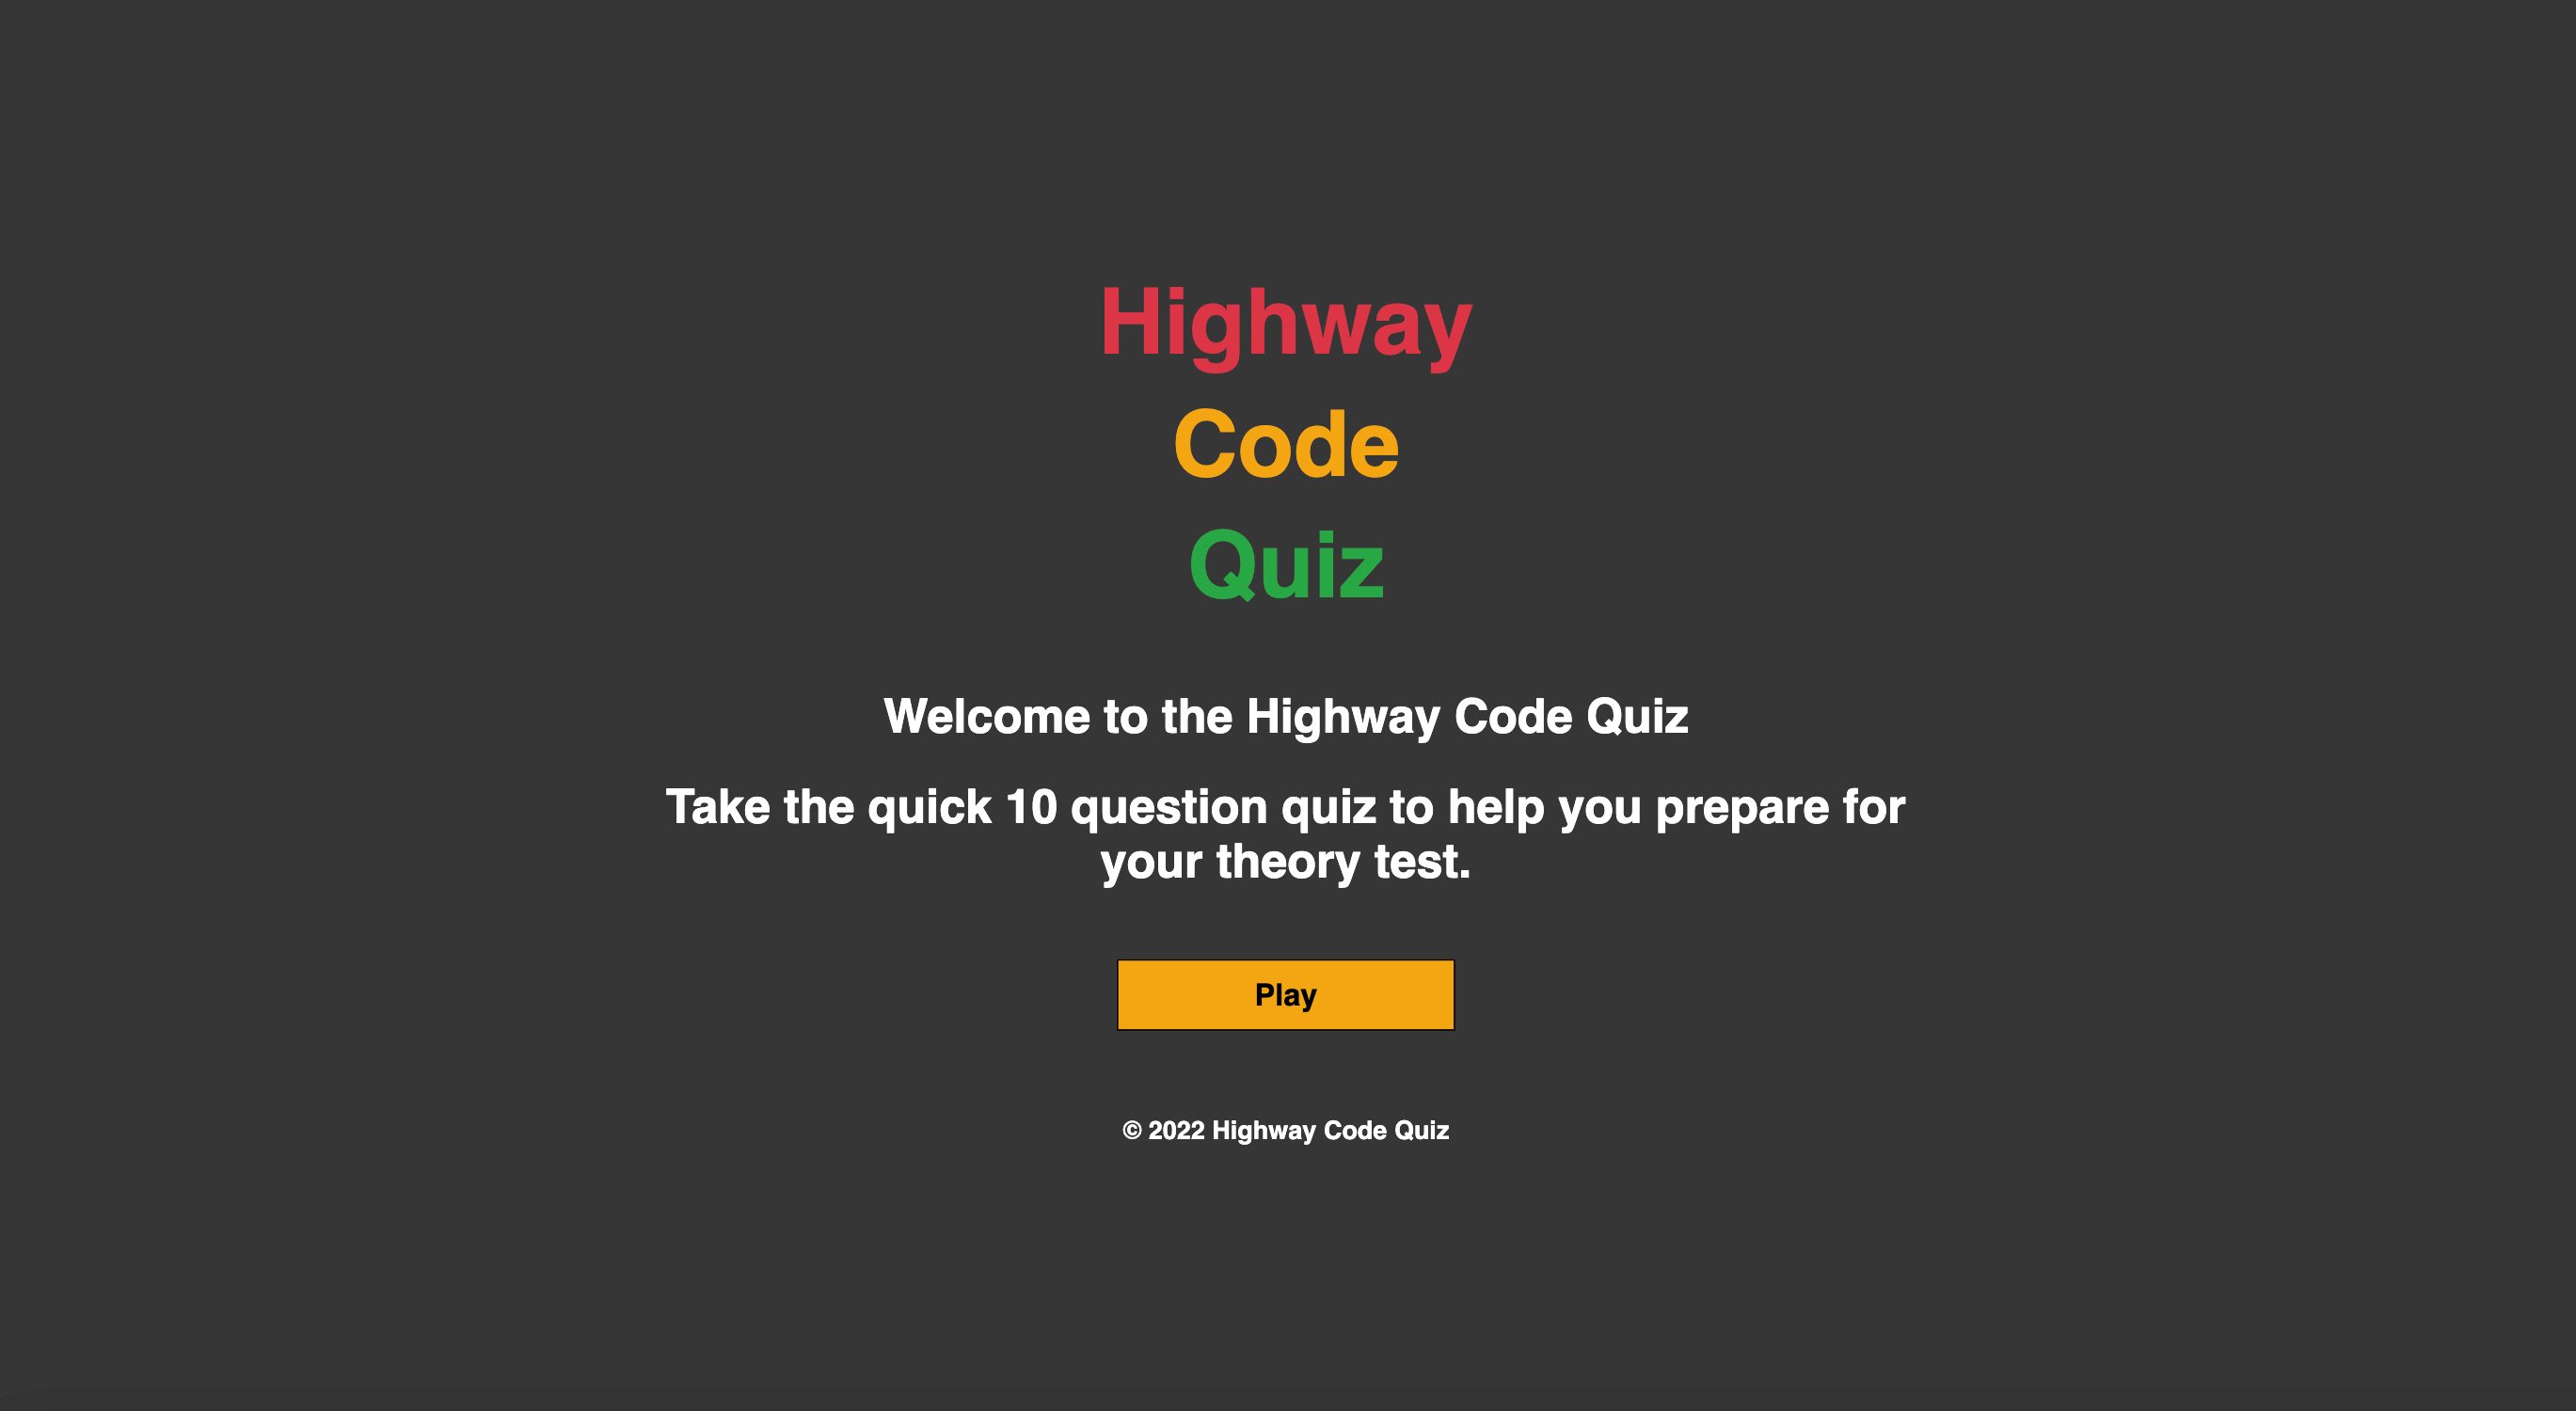 Highway
Code
Quiz
Welcome to the Highway Code Quiz
Take the quick 10 question quiz to help you prepare for
your theory test.
Play
© 2022 Highway Code Quiz